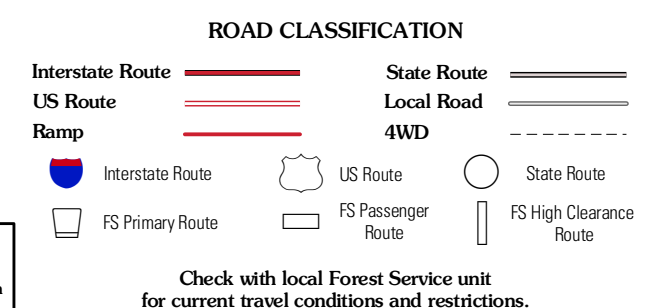 ROAD CLASSIFICATION
Interstate Route State Route
US Route Local Road
Ramp 4WD
Interstate Route US Route State Route
FS Primary Route FS Passenger Route FS High Clearance Route
Check with local Forest Service unit
for current travel conditions and restrictions.